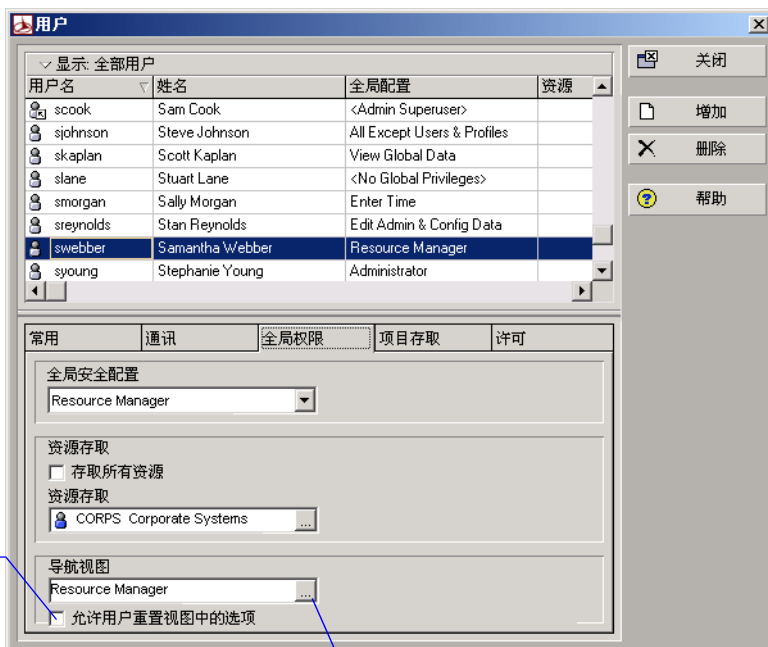 用户
显示: 全部用户
用户名 姓名 全局配置 资源
scook Sam Cook <Admin Superuser>
sjohnson Steve Johnson All Except Users & Profiles
skaplan Scott Kaplan View Global Data
slane Stuart Lane <No Global Privileges>
smorgan Sally Morgan Enter Time
sreynolds Stan Reynolds Edit Admin & Config Data
swebber Samantha Webber Resource Manager
syoung Stephanie Young Administrator
关闭
增加
删除
帮助
常用 通讯 全局权限 项目存取 许可
全局安全配置
Resource Manager
资源存取
存取所有资源
资源存取
CORPS Corporate Systems ...
导航视图
Resource Manager ...
允许用户重置视图中的选项